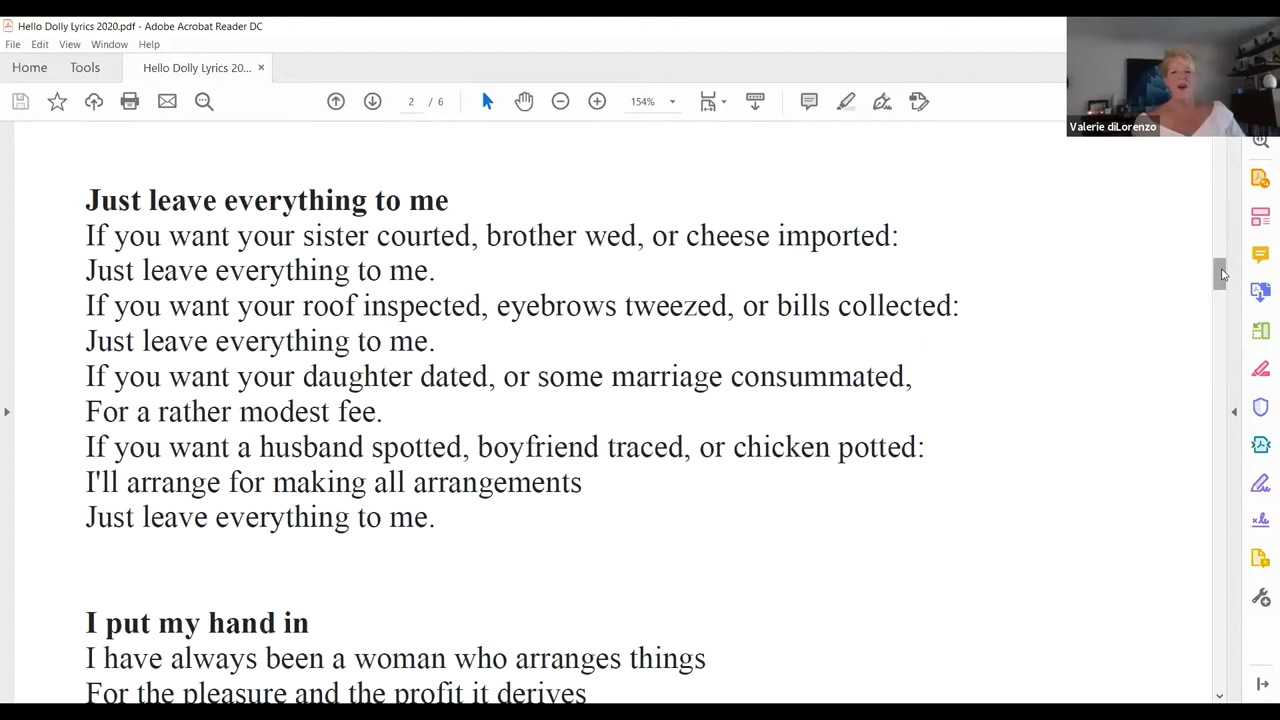 Hello Dolly Lyrics 2020.pdf - Adobe Acrobat Reader DC
File Edit View Window Help
Home Tools Hello Dolly Lyrics 20... ×
2 / 6 154%
Valerie diLorenzo
Just leave everything to me
If you want your sister courted, brother wed, or cheese imported:
Just leave everything to me.
If you want your roof inspected, eyebrows tweezed, or bills collected:
Just leave everything to me.
If you want your daughter dated, or some marriage consummated,
For a rather modest fee.
If you want a husband spotted, boyfriend traced, or chicken potted:
I'll arrange for making all arrangements
Just leave everything to me.
I put my hand in
I have always been a woman who arranges things
For the pleasure and the profit it derives